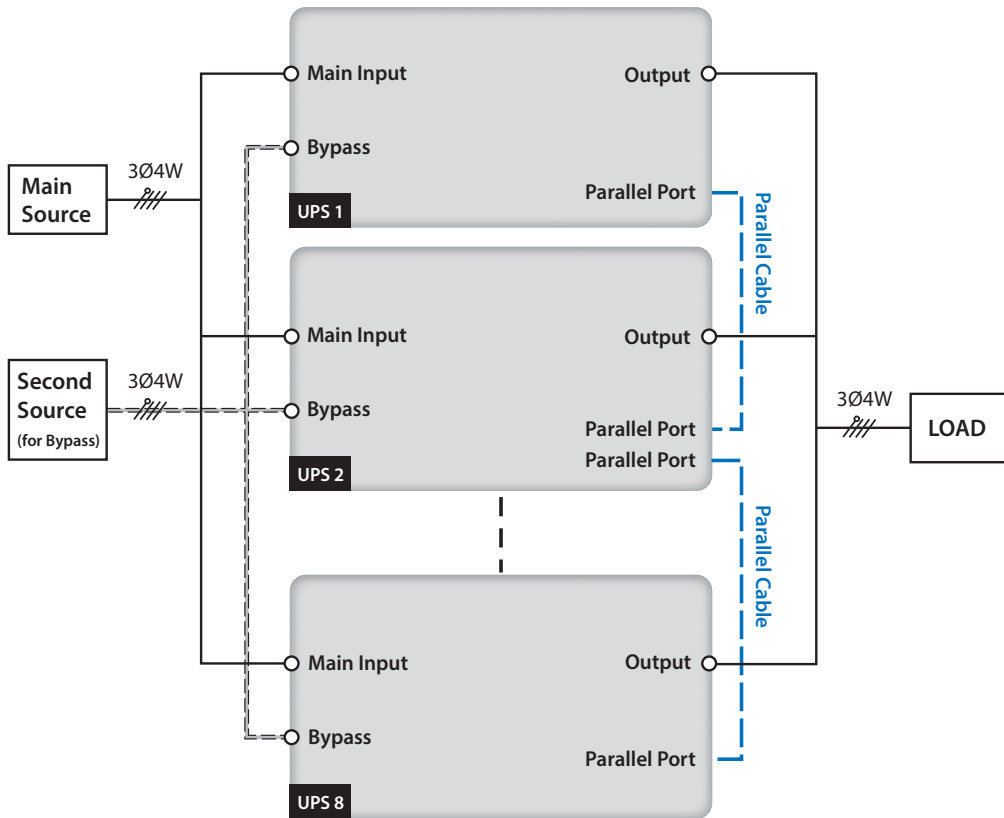 Main Input
Output
Bypass
Parallel Port
UPS 1
3Ø4W
Main
Source
Parallel Cable
Main Input
Output
Bypass
Parallel Port
Parallel Port
UPS 2
3Ø4W
Second
Source
(for Bypass)
3Ø4W
LOAD
Parallel Cable
Main Input
Output
Bypass
Parallel Port
UPS 8